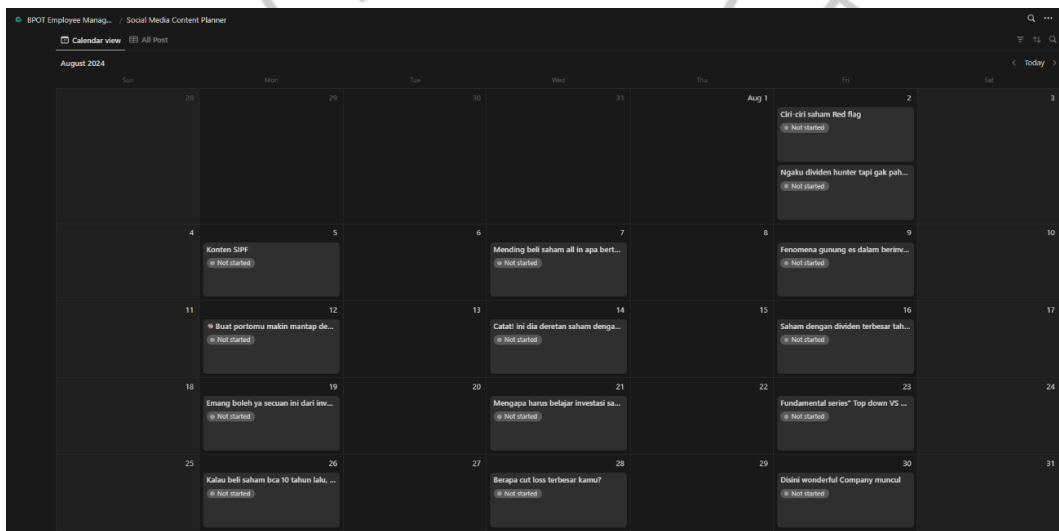 BPOT Employee Manag... / Social Media Content Planner
Calendar view All Post
August 2024 Today
Sun Mon Tue Wed Thu Fri Sat
28 29 30 31 Aug 1 2 3
Ciri-ciri saham Red flag
Not started
Ngaku dividen hunter tapi gak pah...
Not started
4 5 6 7 8 9 10
Konten SIPF Mending beli saham all in apa bert... Fenomena gunung es dalam berinv...
Not started Not started Not started
11 12 13 14 15 16 17
Buat portomu makin mantap de... Catat! ini dia deretan saham denga... Saham dengan dividen terbesar tah...
Not started Not started Not started
18 19 20 21 22 23 24
Emang boleh ya secuan ini dari inv... Mengapa harus belajar investasi sa... Fundamental series" Top down VS ...
Not started Not started Not started
25 26 27 28 29 30 31
Kalau beli saham bca 10 tahun lalu, ... Berapa cut loss terbesar kamu? Disini wonderful Company muncul
Not started Not started Not started